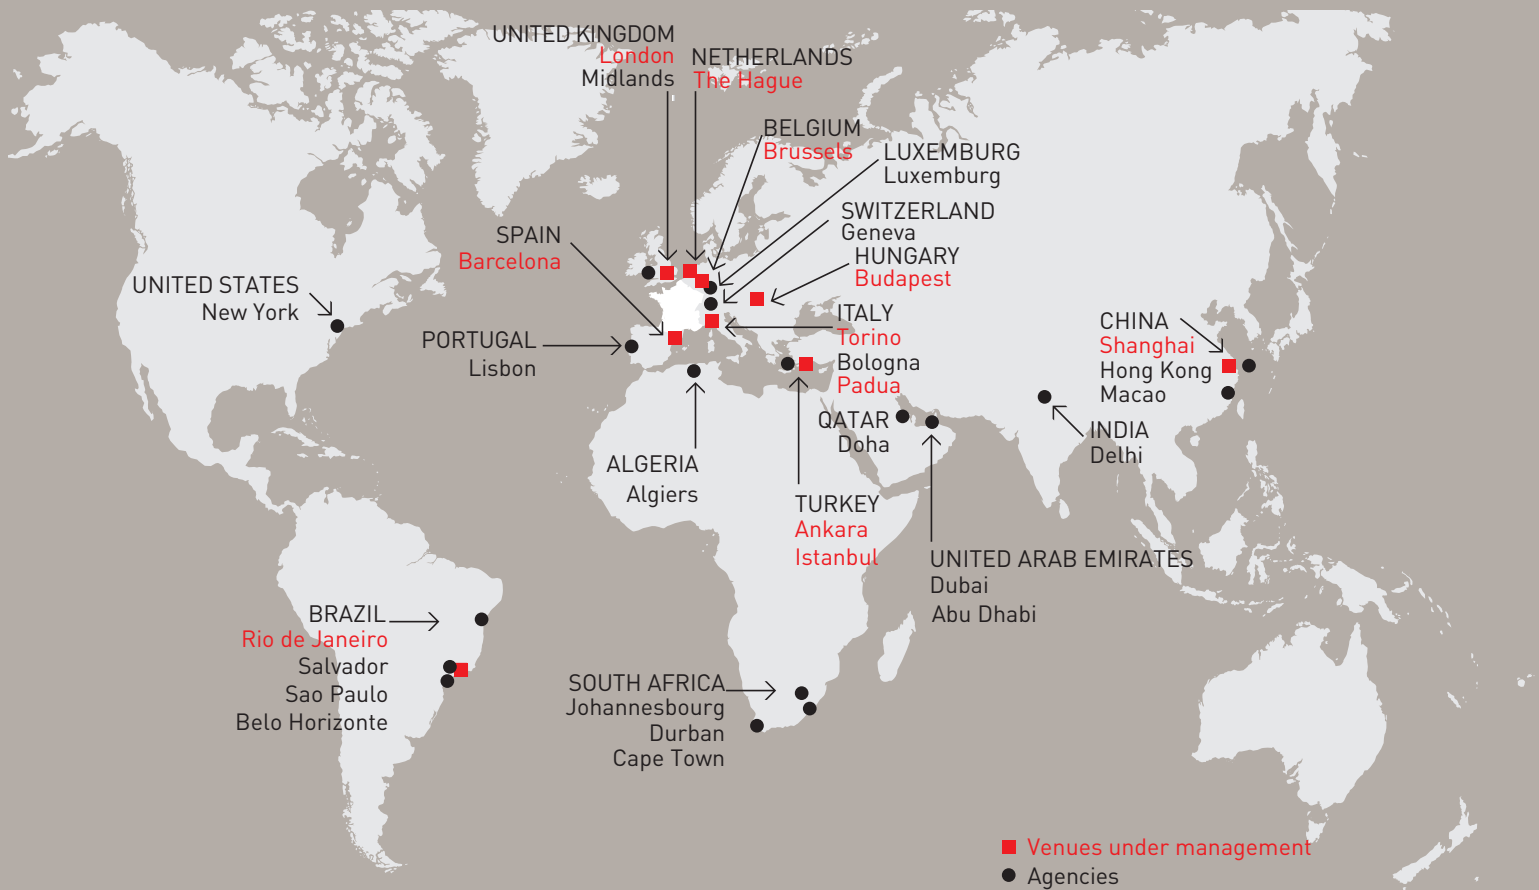 UNITED KINGDOM
London
Midlands
NETHERLANDS
The Hague
BELGIUM
Brussels
LUXEMBURG
Luxemburg
SWITZERLAND
Geneva
SPAIN
Barcelona
HUNGARY
Budapest
UNITED STATES
New York
ITALY
Torino
Bologna
Padua
PORTUGAL
Lisbon
CHINA
Shanghai
Hong Kong
Macao
QATAR
Doha
INDIA
Delhi
ALGERIA
Algiers
TURKEY
Ankara
Istanbul
UNITED ARAB EMIRATES
Dubai
Abu Dhabi
BRAZIL
Rio de Janeiro
Salvador
Sao Paulo
Belo Horizonte
SOUTH AFRICA
Johannesbourg
Durban
Cape Town
Venues under management
Agencies